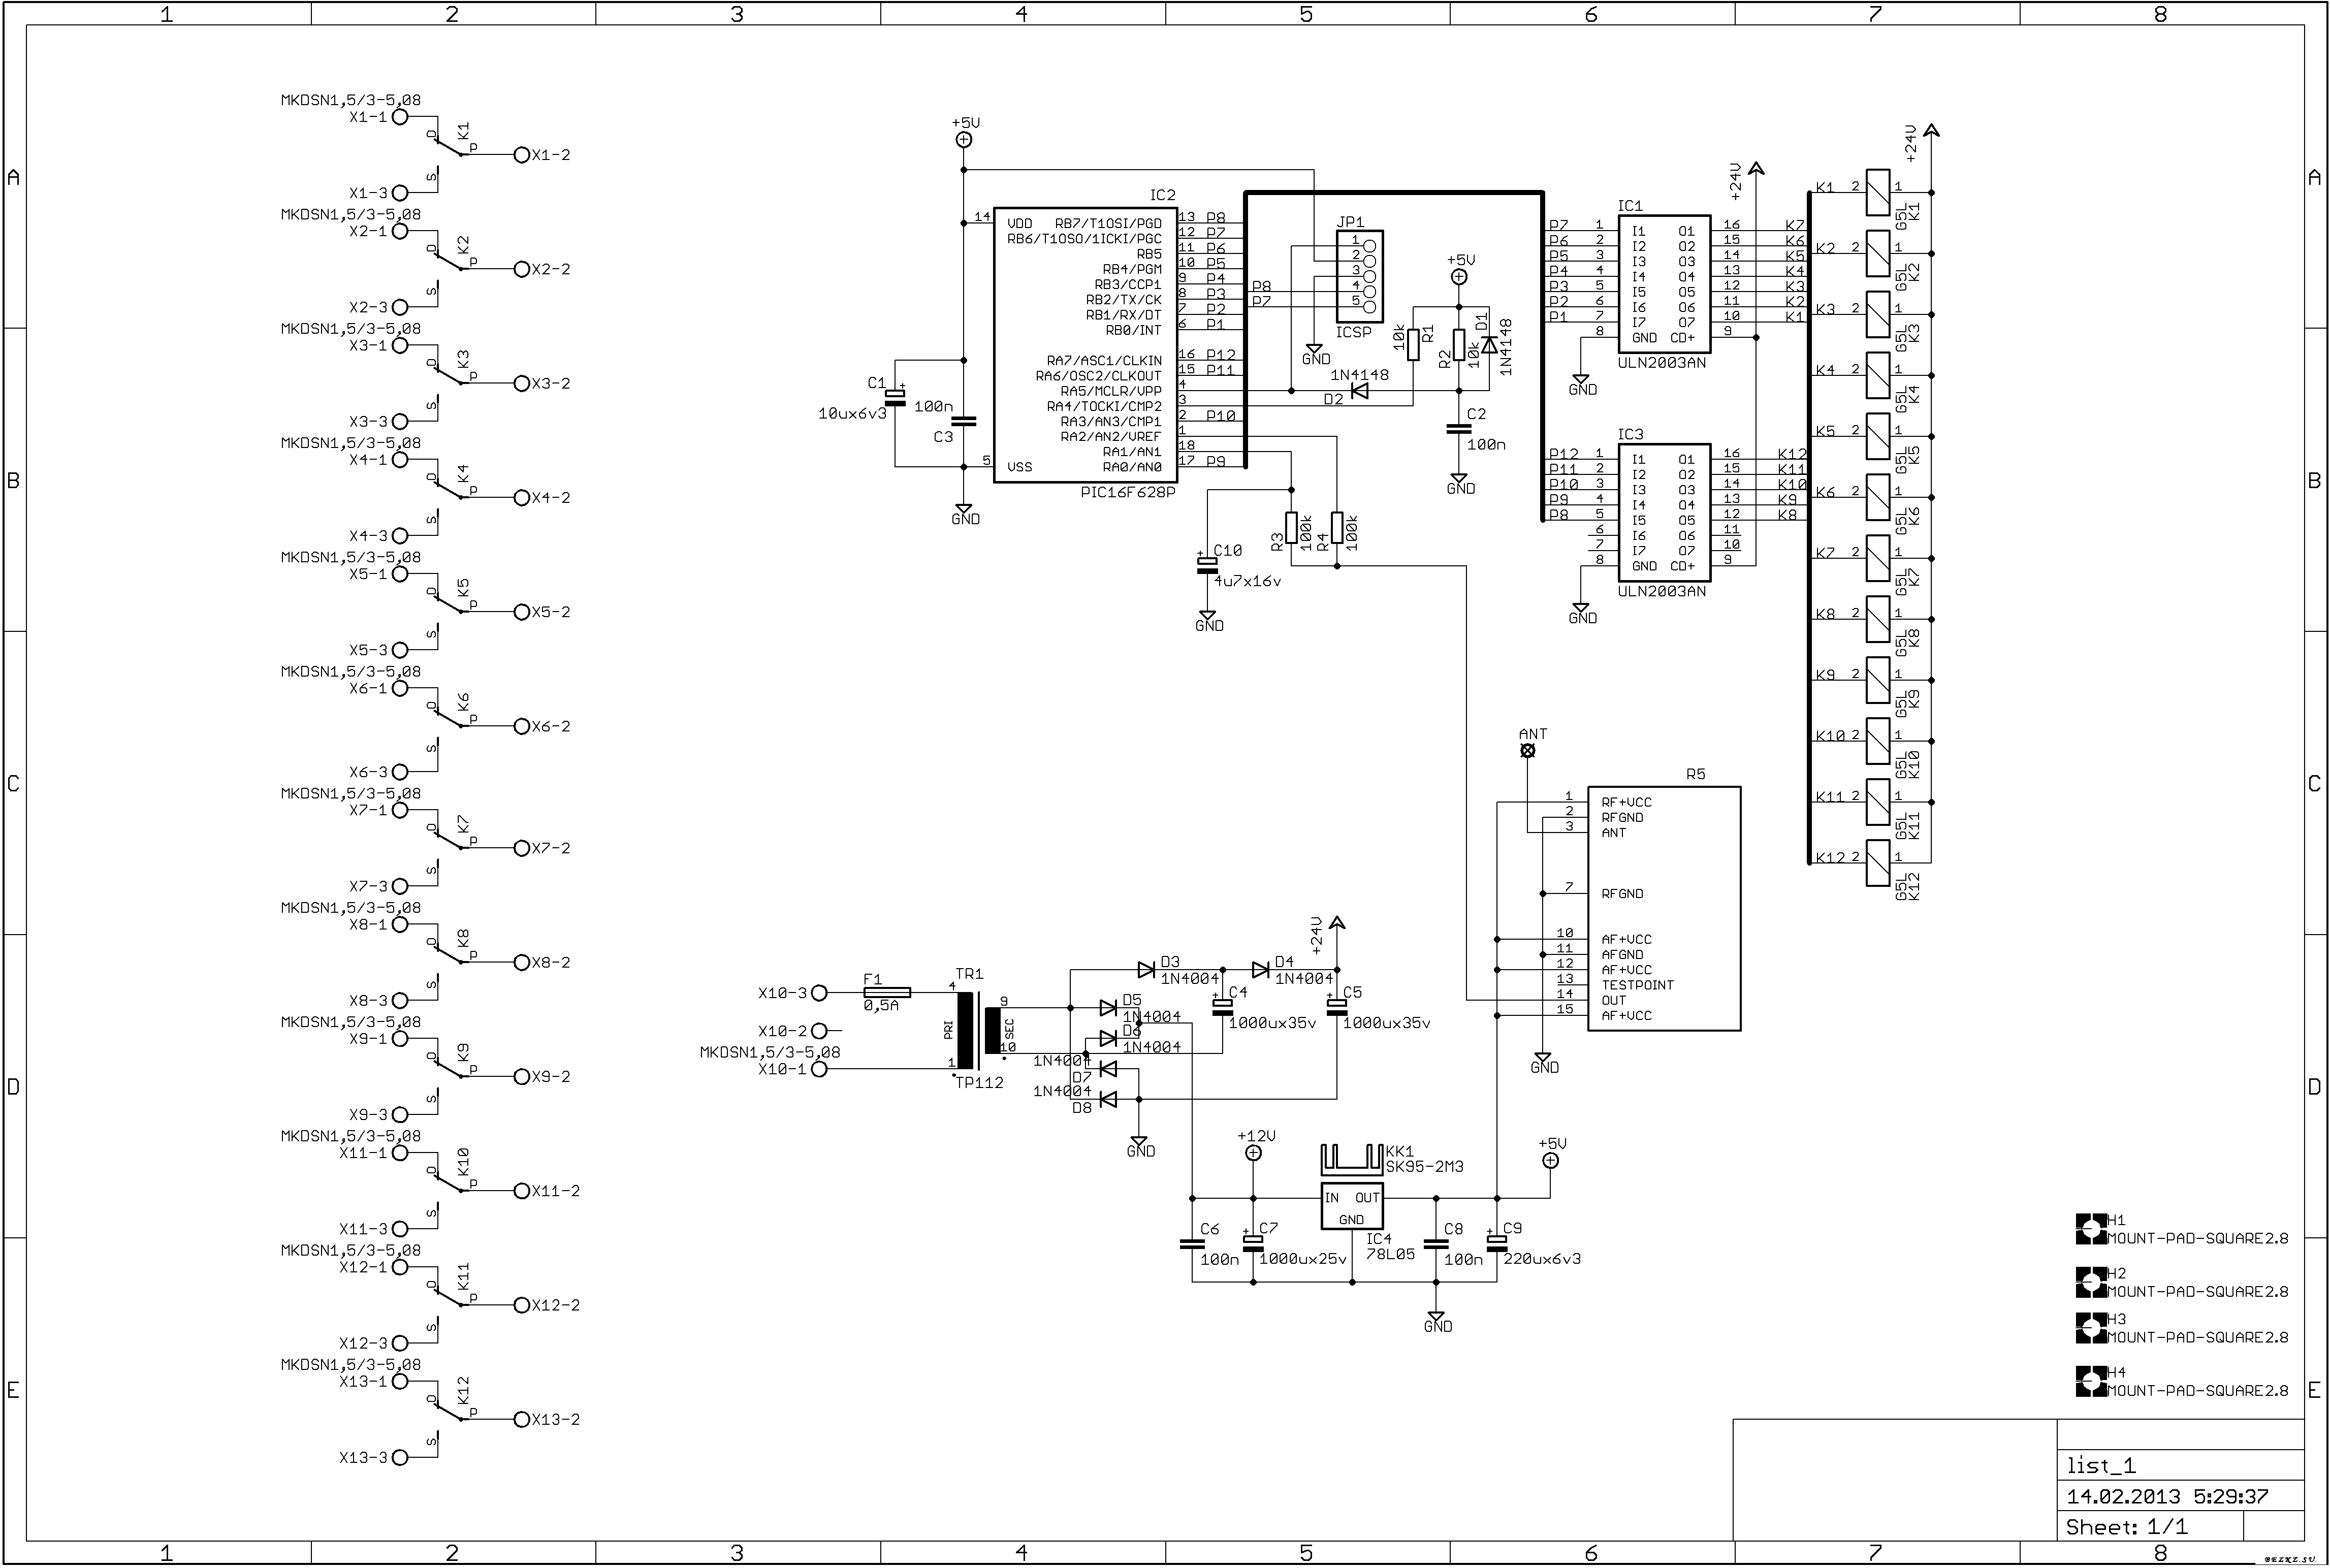 1 2 3 4 5 6 7 8
A
B
C
D
E
MKDSN1,5/3-5,08
X1-1
O
K1
P
X1-2
S
X1-3
MKDSN1,5/3-5,08
X2-1
O
K2
P
X2-2
S
X2-3
MKDSN1,5/3-5,08
X3-1
O
K3
P
X3-2
S
X3-3
MKDSN1,5/3-5,08
X4-1
O
K4
P
X4-2
S
X4-3
MKDSN1,5/3-5,08
X5-1
O
K5
P
X5-2
S
X5-3
MKDSN1,5/3-5,08
X6-1
O
K6
P
X6-2
S
X6-3
MKDSN1,5/3-5,08
X7-1
O
K7
P
X7-2
S
X7-3
MKDSN1,5/3-5,08
X8-1
O
K8
P
X8-2
S
X8-3
MKDSN1,5/3-5,08
X9-1
O
K9
P
X9-2
S
X9-3
MKDSN1,5/3-5,08
X11-1
O
K10
P
X11-2
S
X11-3
MKDSN1,5/3-5,08
X12-1
O
K11
P
X12-2
S
X12-3
MKDSN1,5/3-5,08
X13-1
O
K12
P
X13-2
S
X13-3
+5V
IC2
14 VDD RB7/T1OSI/PGD 13 P8
RB6/T1OSO/1ICKI/PGC 12 P7
RB5 11 P6
RB4/PGM 10 P5
RB3/CCP1 9 P4
RB2/TX/CK 8 P3
RB1/RX/DT 7 P2
RB0/INT 6 P1
RA7/ASC1/CLKIN 16 P12
RA6/OSC2/CLKOUT 15 P11
RA5/MCLR/VPP 4
RA4/TOCKI/CMP2 3
RA3/AN3/CMP1 2 P10
RA2/AN2/VREF 1
RA1/AN1 18
5 VSS RA0/AN0 17 P9
PIC16F628P
C1
+
10ux6v3
100n
C3
GND
JP1
1
2
3
P8 4
P7 5
ICSP
GND
+5V
10k
R1
R2
10k
D1
1N4148
1N4148
D2
C2
100n
GND
R3
100k
R4
100k
+
C10
4u7x16v
GND
+24V
IC1
P7 1 I1 O1 16 K7
P6 2 I2 O2 15 K6
P5 3 I3 O3 14 K5
P4 4 I4 O4 13 K4
P3 5 I5 O5 12 K3
P2 6 I6 O6 11 K2
P1 7 I7 O7 10 K1
8 GND CD+ 9
ULN2003AN
GND
IC3
P12 1 I1 O1 16 K12
P11 2 I2 O2 15 K11
P10 3 I3 O3 14 K10
P9 4 I4 O4 13 K9
P8 5 I5 O5 12 K8
6 I6 O6 11
7 I7 O7 10
8 GND CD+ 9
ULN2003AN
GND
+24V
K1 2 1
G5L
K1
K2 2 1
G5L
K2
K3 2 1
G5L
K3
K4 2 1
G5L
K4
K5 2 1
G5L
K5
K6 2 1
G5L
K6
K7 2 1
G5L
K7
K8 2 1
G5L
K8
K9 2 1
G5L
K9
K10 2 1
G5L
K10
K11 2 1
G5L
K11
K12 2 1
G5L
K12
ANT
R5
1 RF+VCC
2 RFGND
3 ANT
7 RFGND
10 AF+VCC
11 AFGND
12 AF+VCC
13 TESTPOINT
14 OUT
15 AF+VCC
GND
X10-3
F1
0,5A
X10-2
MKDSN1,5/3-5,08
X10-1
TR1
4
PRI
1
9
SEC
10
TP112
D3
1N4004
D4
1N4004
+24V
D5
1N4004
D6
1N4004
1N4004
D7
1N4004
D8
GND
+
C4
1000ux35v
+
C5
1000ux35v
+12V
KK1
SK95-2M3
IN OUT
GND
IC4
78L05
+5V
C6
100n
+
C7
1000ux25v
C8
100n
+
C9
220ux6v3
GND
H1
MOUNT-PAD-SQUARE2.8
H2
MOUNT-PAD-SQUARE2.8
H3
MOUNT-PAD-SQUARE2.8
H4
MOUNT-PAD-SQUARE2.8
A
B
C
D
E
list_1
14.02.2013 5:29:37
Sheet: 1/1
1 2 3 4 5 6 7 8
BEZKZ.SU